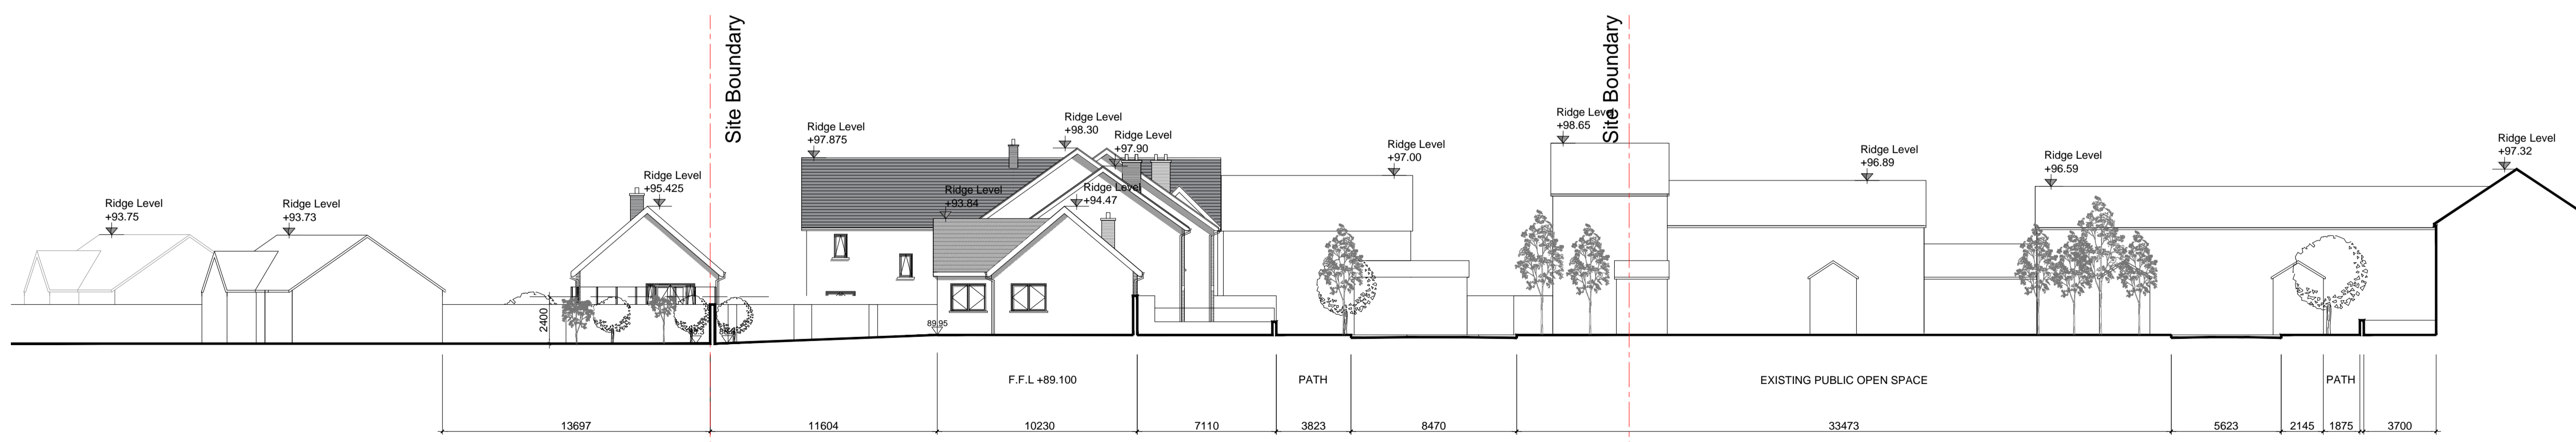 Site Boundary
Site Boundary
Ridge Level
+93.75
Ridge Level
+93.73
Ridge Level
+95.425
Ridge Level
+97.875
Ridge Level
+93.84
Ridge Level
+98.30
Ridge Level
+97.90
Ridge Level
+94.47
Ridge Level
+97.00
Ridge Level
+98.65
Ridge Level
+96.89
Ridge Level
+96.59
Ridge Level
+97.32
2400
89.95
F.F.L +89.100
PATH
EXISTING PUBLIC OPEN SPACE
PATH
13697
11604
10230
7110
3823
8470
33473
5623
2145
1875
3700